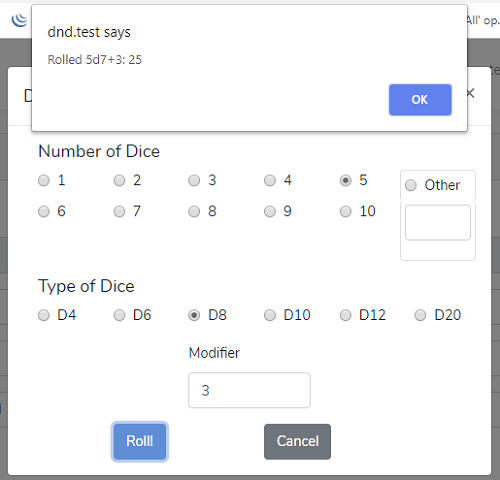 dnd.test says
All' op.
Rolled 5d7+3: 25
OK
D
×
Number of Dice
1 2 3 4 5 Other
6 7 8 9 10
Type of Dice
D4 D6 D8 D10 D12 D20
Modifier
3
Roll! Cancel